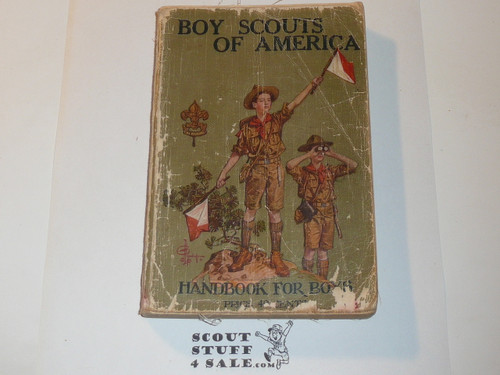 BOY SCOUTS
OF AMERICA
HANDBOOK FOR BOYS
SCOUT
STUFF
4 SALE.COM